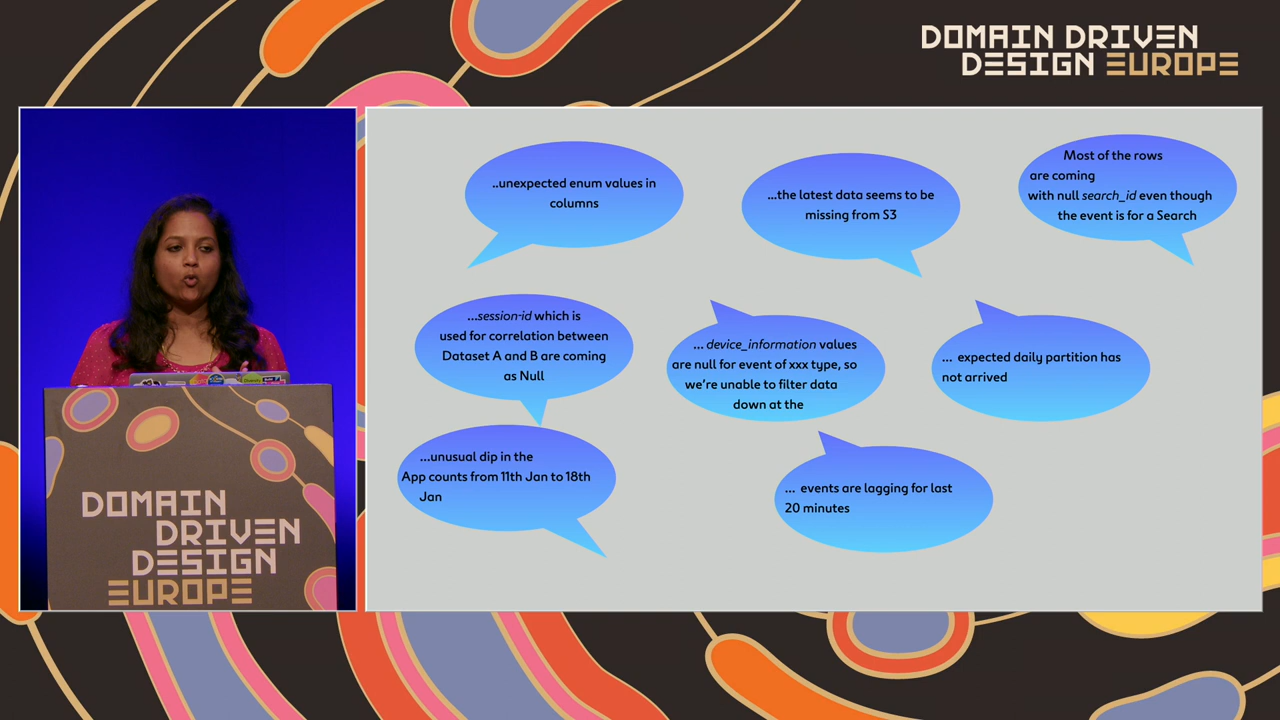 DOMAIN DRIVEN
DESIGN EUROPE
..unexpected enum values in
columns
...the latest data seems to be
missing from S3
Most of the rows
are coming
with null search_id even though
the event is for a Search
...session-id which is
used for correlation between
Dataset A and B are coming
as Null
... device_information values
are null for event of xxx type, so
we're unable to filter data
down at the
... expected daily partition has
not arrived
...unusual dip in the
App counts from 11th Jan to 18th
Jan
... events are lagging for last
20 minutes
DOMAIN
DRIVEN
DESIGN
EUROPE